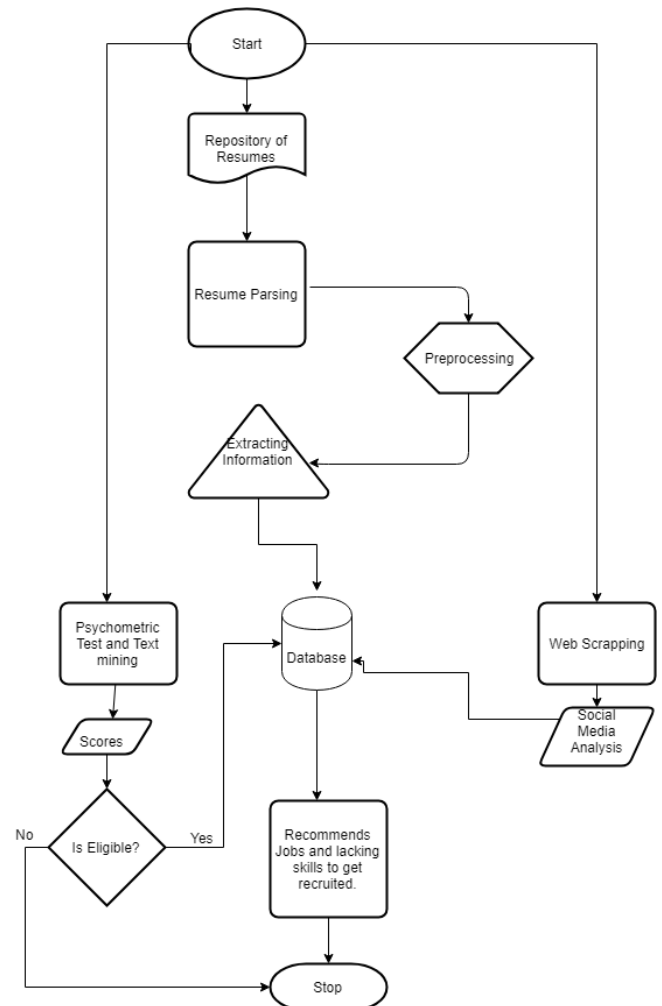 Start
Repository of
Resumes
Resume Parsing
Preprocessing
Extracting
Information
Psychometric
Test and Text
mining
Database
Web Scrapping
Scores
Social
Media
Analysis
No
Is Eligible?
Yes
Recommends
Jobs and lacking
skills to get
recruited.
Stop